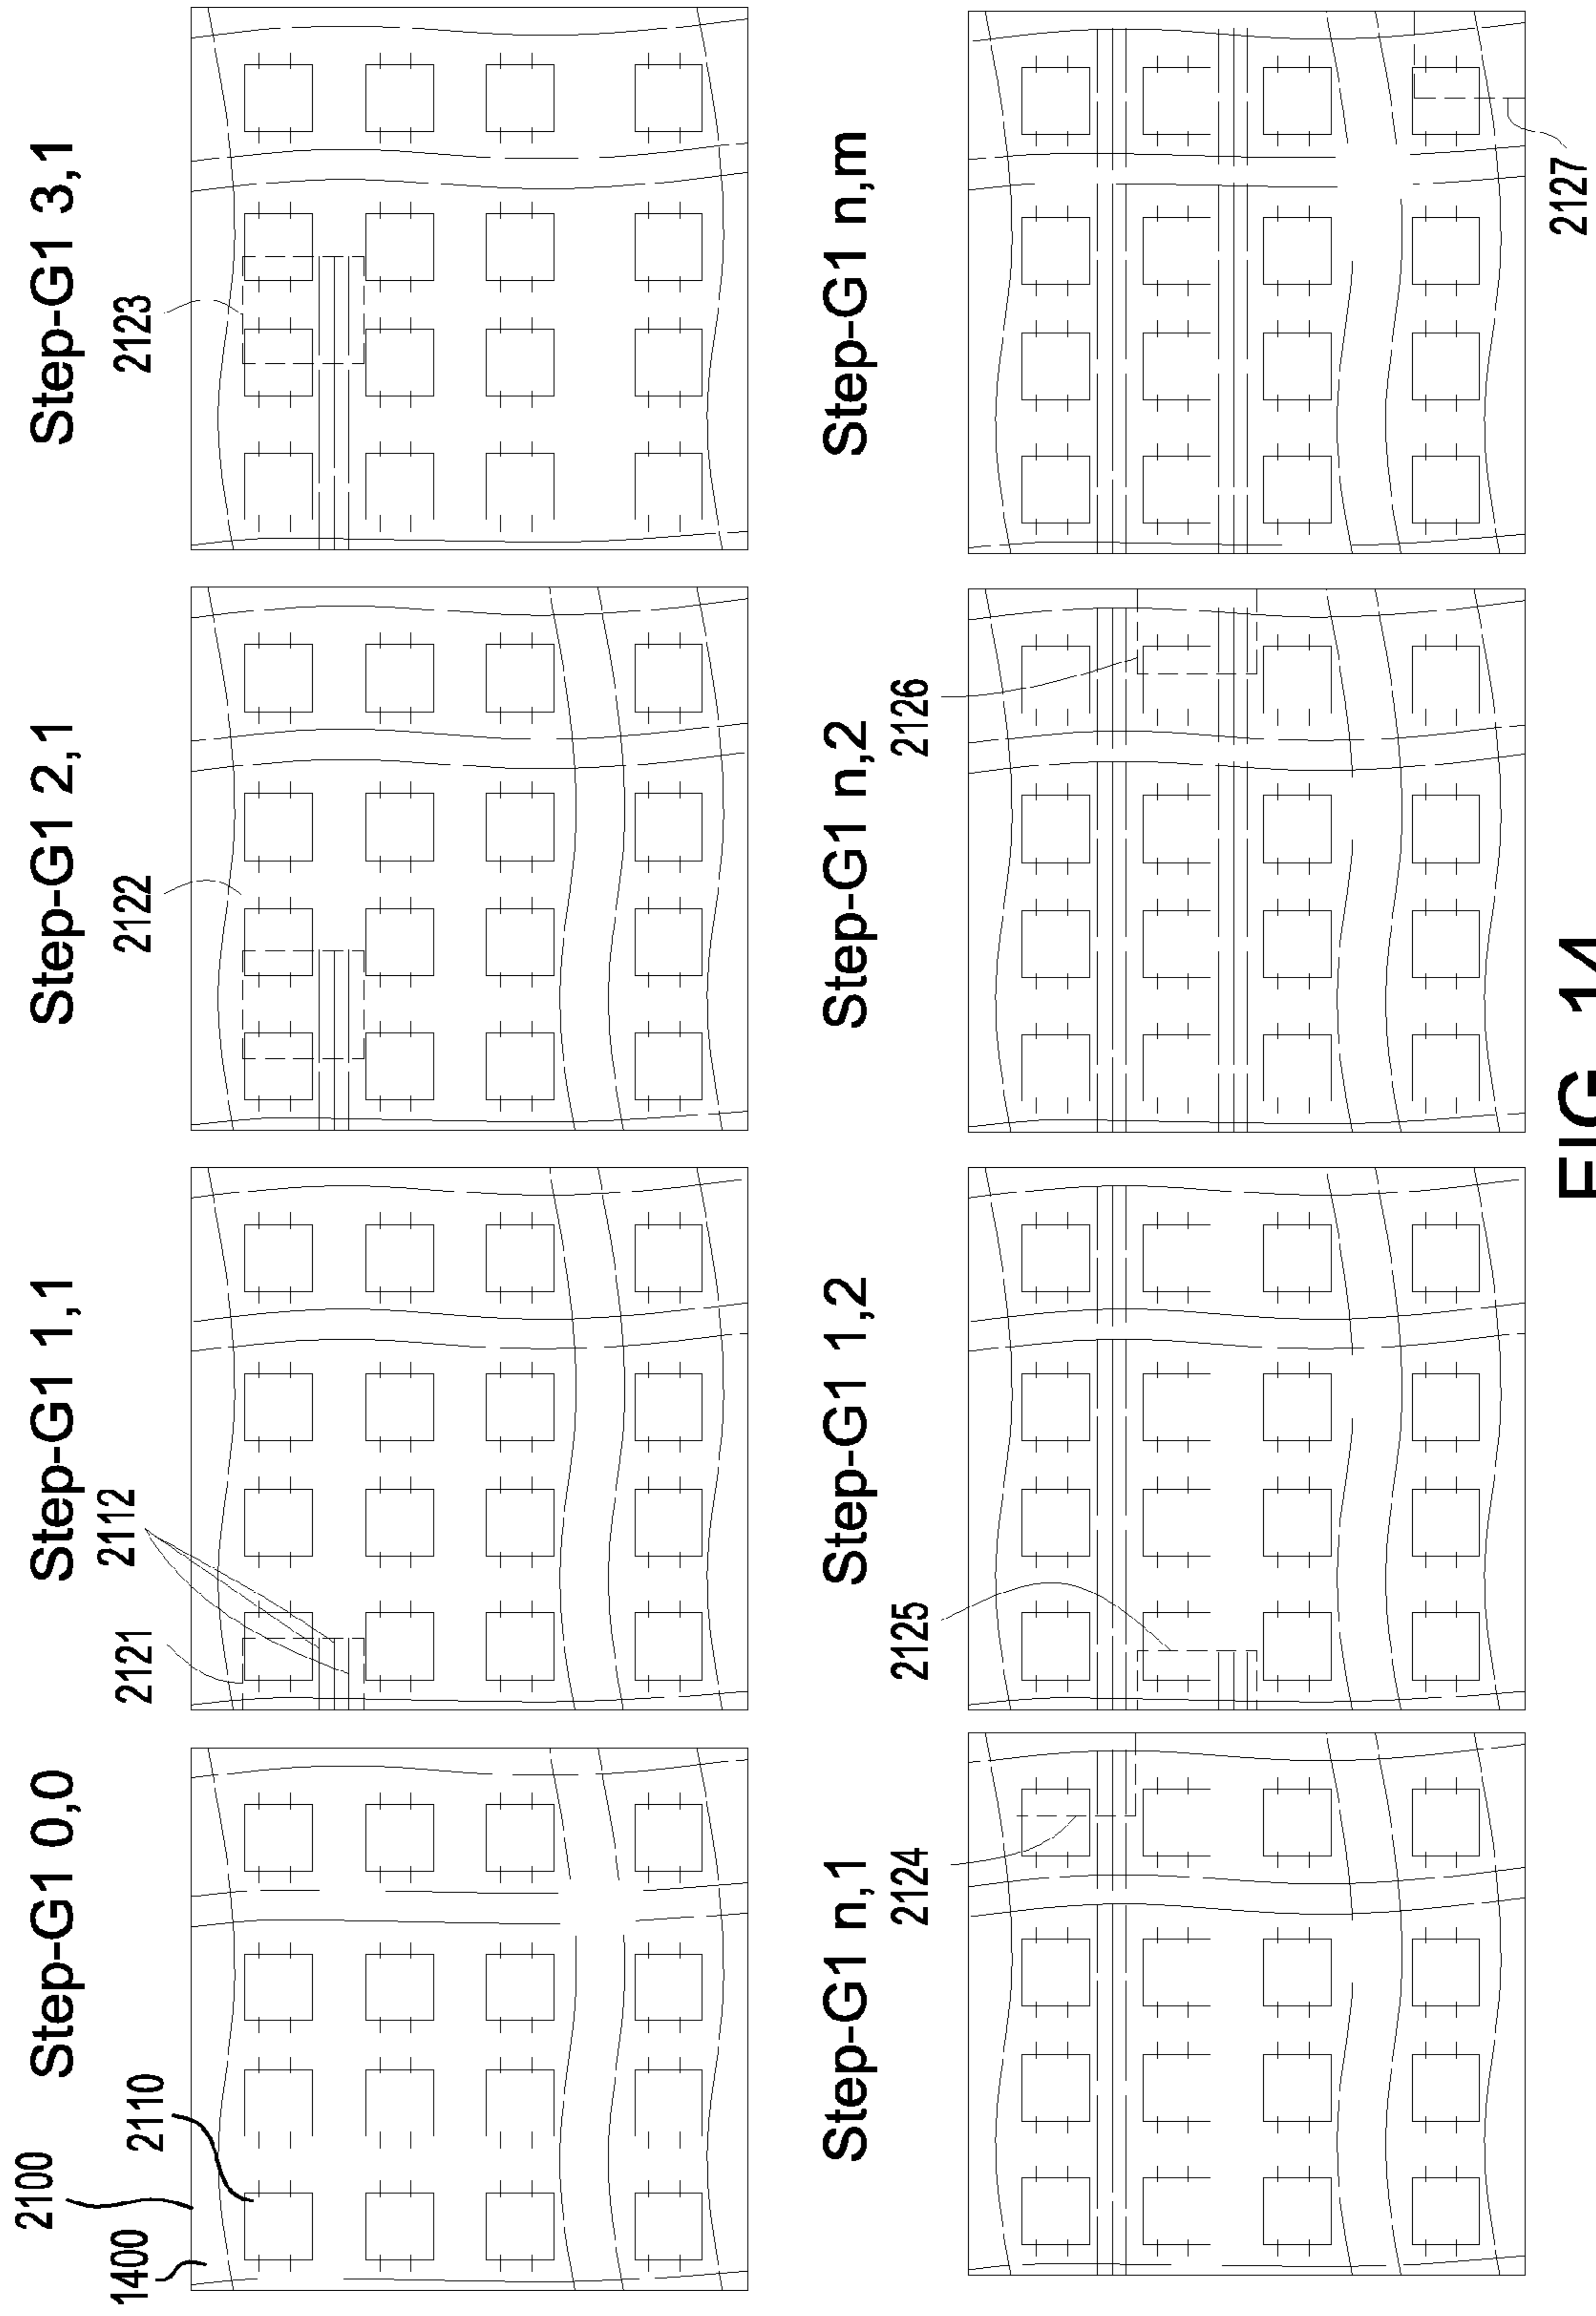 2100
Step-G1 0,0
Step-G1 1,1
Step-G1 2,1
Step-G1 3,1
1400
2110
2121
2112
2122
2123
Step-G1 n,1
Step-G1 1,2
Step-G1 n,2
Step-G1 n,m
2124
2125
2126
2127
FIG. 14